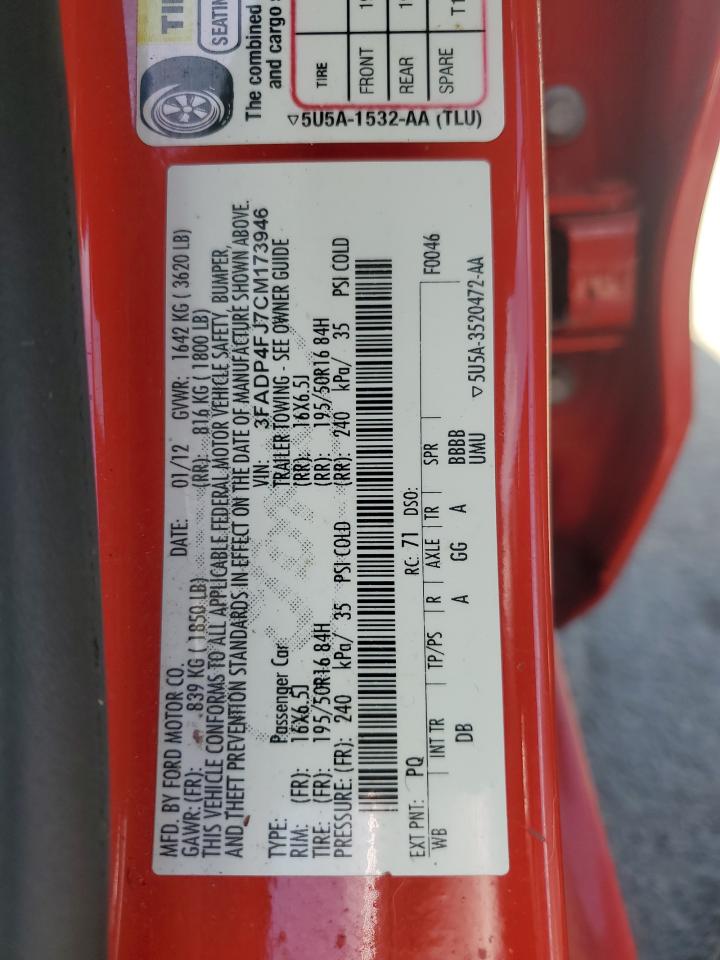 TI
SEATIN
The combined
and cargo s
TIRE
FRONT 19
REAR 19
SPARE T1
▽5U5A-1532-AA (TLU)
MFD. BY FORD MOTOR CO.
DATE: 01/12 GVWR: 1642 KG ( 3620 LB)
GAWR: (FR): 839 KG ( 1850 LB) (RR): 816 KG ( 1800 LB)
THIS VEHICLE CONFORMS TO ALL APPLICABLE FEDERAL MOTOR VEHICLE SAFETY, BUMPER,
AND THEFT PREVENTION STANDARDS IN EFFECT ON THE DATE OF MANUFACTURE SHOWN ABOVE.
VIN: 3FADP4FJ7CM173946
TYPE: Passenger Car TRAILER TOWING - SEE OWNER GUIDE
RIM: (FR): 16X6.5J (RR): 16X6.5J
TIRE: (FR): 195/50R16 84H (RR): 195/50R16 84H
PRESSURE: (FR): 240 kPa/ 35 PSI COLD (RR): 240 kPa/ 35 PSI COLD
EXT PNT: PQ RC: 71 DSO: F0046
WB INT TR TP/PS R AXLE TR SPR
DB A GG A BBBB
UMU
▽5U5A-3520472-AA